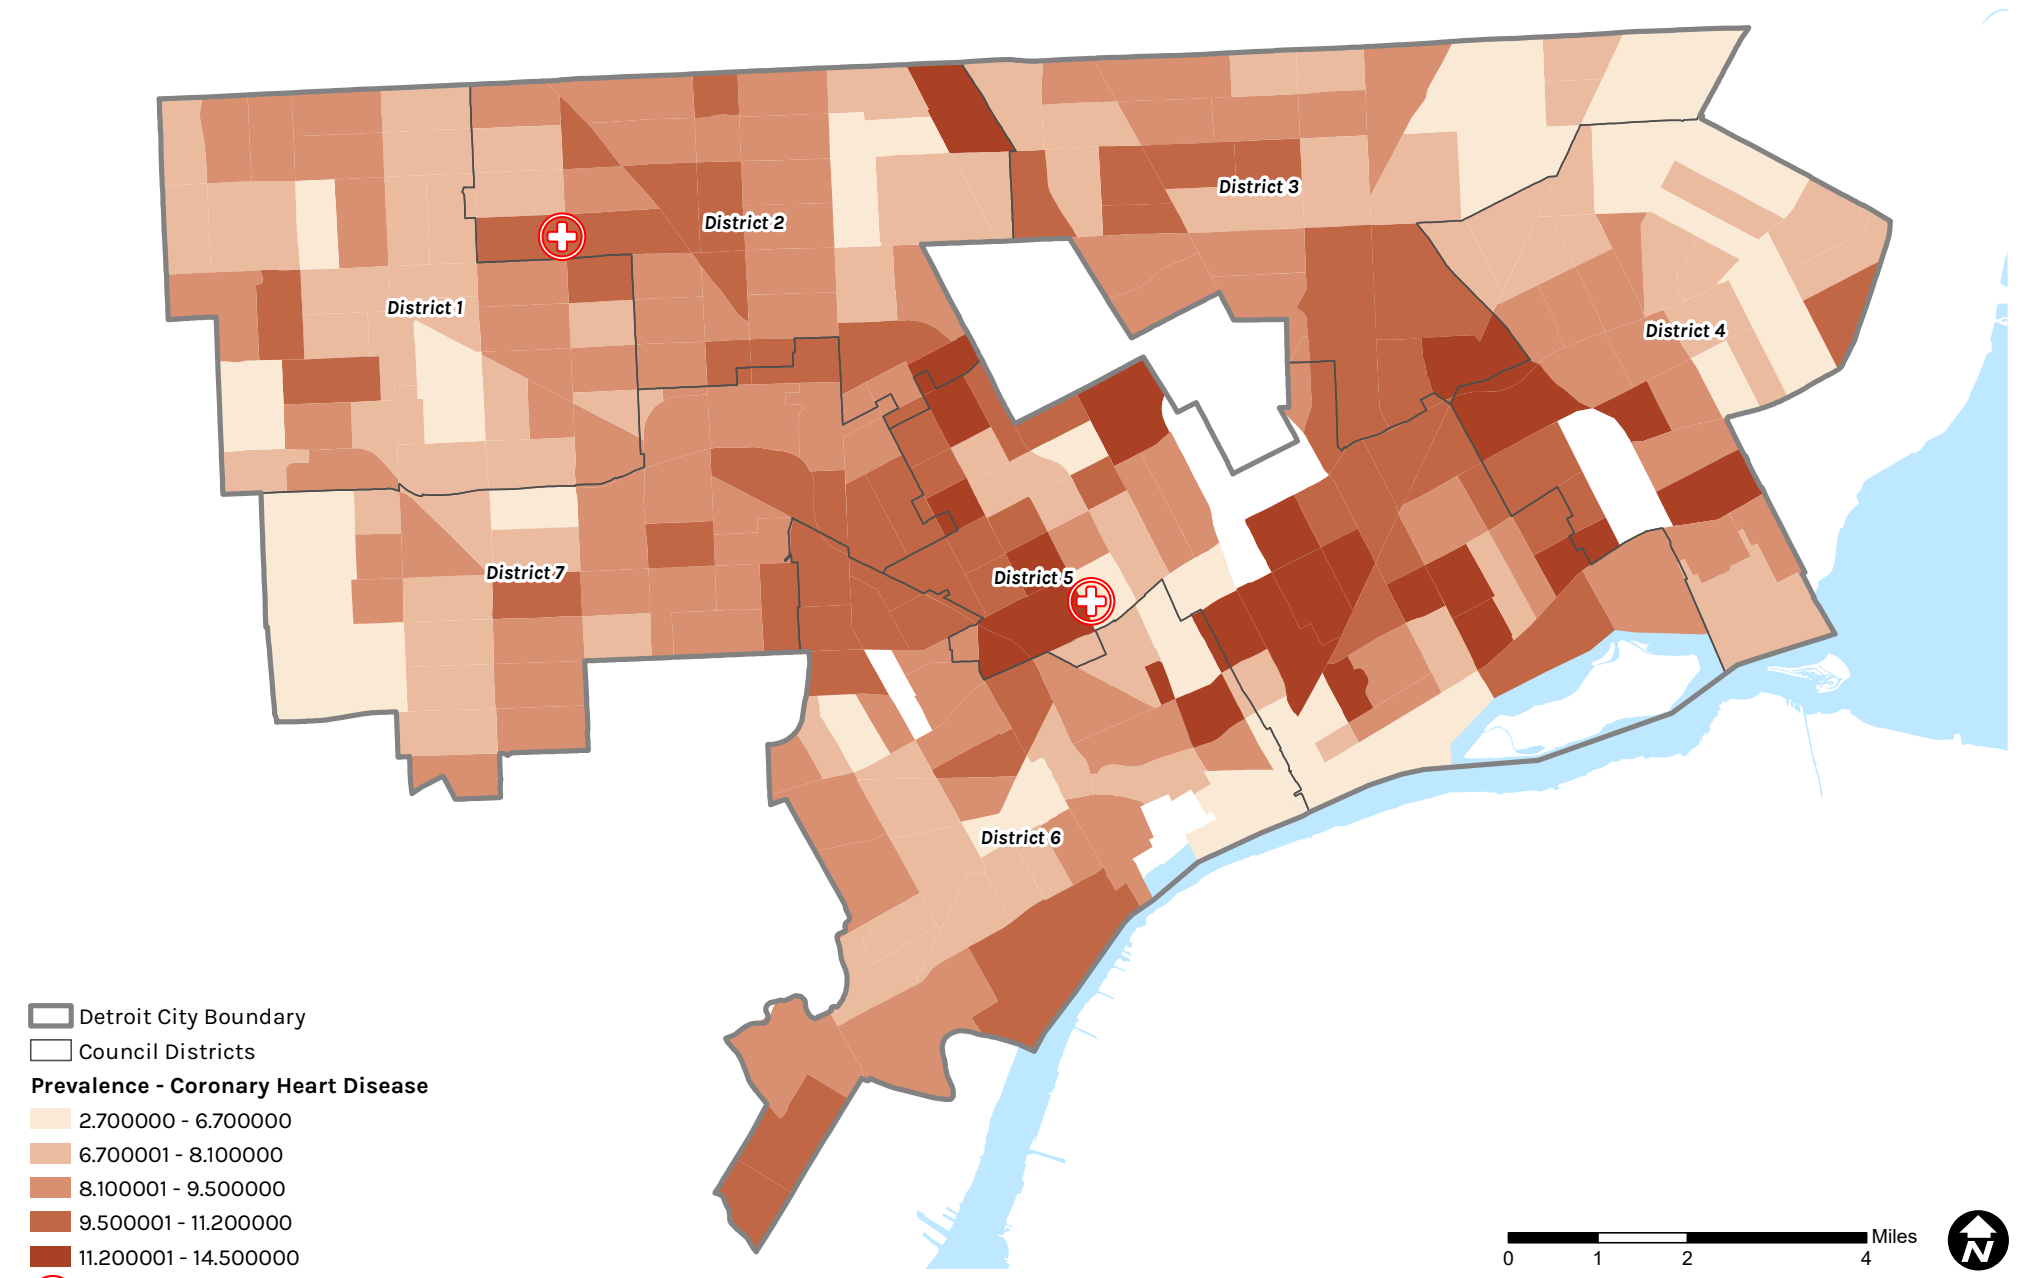 District 3
District 2
District 1
District 4
District 7
District 5
District 6
Detroit City Boundary
Council Districts
Prevalence - Coronary Heart Disease
2.700000 - 6.700000
6.700001 - 8.100000
8.100001 - 9.500000
9.500001 - 11.200000
11.200001 - 14.500000
Miles
0 1 2 4
N